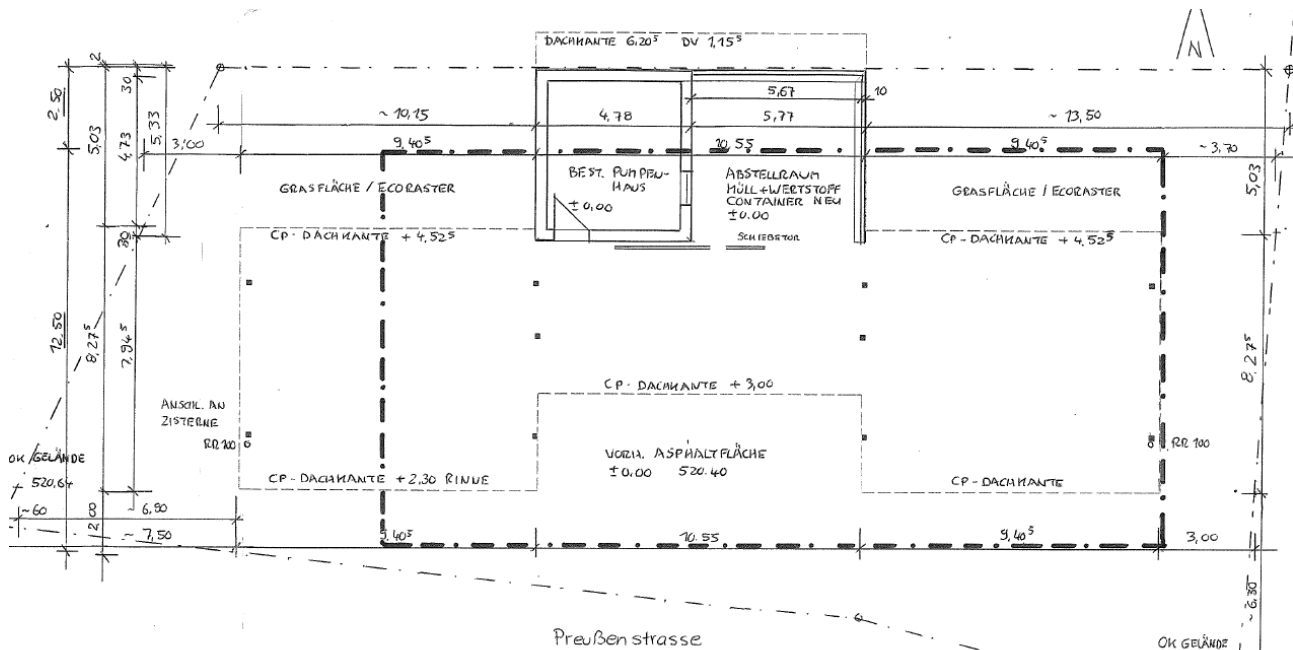 DACHKANTE 6.20⁵ DV 1,15⁵
N
2
2,50
5,03
30
4,73
5,33
3,00
~ 10,15
4,78
5,67
5,77
10
~ 13,50
9,40⁵
10,55
9,40⁵
~ 3,70
5,03
GRASFLÄCHE / ECORASTER
BEST. PUMPEN-
HAUS
± 0.00
ABSTELLRAUM
MÜLL + WERTSTOFF
CONTAINER NEU
± 0.00
GRASFLÄCHE / ECORASTER
CP - DACHKANTE + 4,52⁵
SCHIEBETOR
CP - DACHKANTE + 4,52⁵
12,50
8,27⁵
7,94⁵
8,27⁵
CP - DACHKANTE + 3,00
ANSCHL. AN
ZISTERNE
RR 100
VORH. ASPHALTFLÄCHE
± 0.00 520.40
RR 100
OK / GELÄNDE
520.64
CP - DACHKANTE + 2,30 RINNE
CP - DACHKANTE
~60
2,00
~ 6,90
~ 7,50
9,40⁵
10.55
9,40⁵
3,00
~ 6,30
Preußenstrasse
OK GELÄNDE